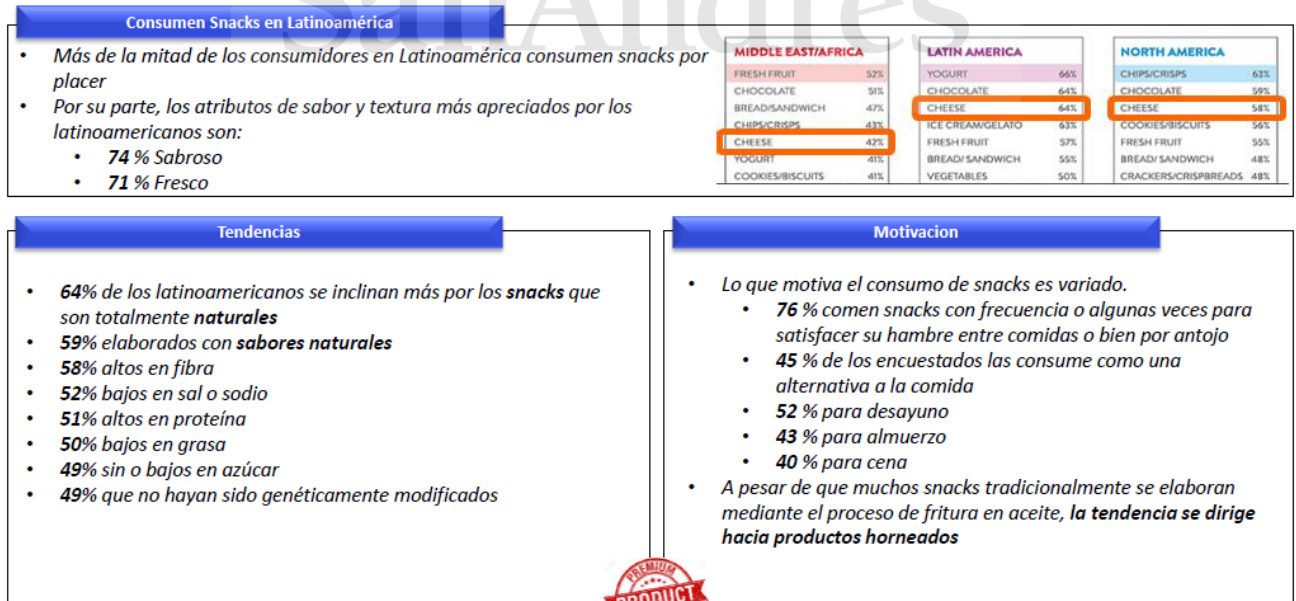 SanAndres
Consumen Snacks en Latinoamérica
• Más de la mitad de los consumidores en Latinoamérica consumen snacks por
placer
• Por su parte, los atributos de sabor y textura más apreciados por los
latinoamericanos son:
• 74 % Sabroso
• 71 % Fresco
MIDDLE EAST/AFRICA
FRESH FRUIT 52%
CHOCOLATE 51%
BREAD/SANDWICH 47%
CHIPS/CRISPS 43%
CHEESE 42%
YOGURT 41%
COOKIES/BISCUITS 41%
LATIN AMERICA
YOGURT 66%
CHOCOLATE 64%
CHEESE 64%
ICE CREAM/GELATO 63%
FRESH FRUIT 57%
BREAD/ SANDWICH 55%
VEGETABLES 50%
NORTH AMERICA
CHIPS/CRISPS 63%
CHOCOLATE 59%
CHEESE 58%
COOKIES/BISCUITS 56%
FRESH FRUIT 55%
BREAD/ SANDWICH 48%
CRACKERS/CRISPBREADS 48%
Tendencias
• 64% de los latinoamericanos se inclinan más por los snacks que
son totalmente naturales
• 59% elaborados con sabores naturales
• 58% altos en fibra
• 52% bajos en sal o sodio
• 51% altos en proteína
• 50% bajos en grasa
• 49% sin o bajos en azúcar
• 49% que no hayan sido genéticamente modificados
Motivacion
• Lo que motiva el consumo de snacks es variado.
• 76 % comen snacks con frecuencia o algunas veces para
satisfacer su hambre entre comidas o bien por antojo
• 45 % de los encuestados las consume como una
alternativa a la comida
• 52 % para desayuno
• 43 % para almuerzo
• 40 % para cena
• A pesar de que muchos snacks tradicionalmente se elaboran
mediante el proceso de fritura en aceite, la tendencia se dirige
hacia productos horneados
PREMIUM
PRODUCT